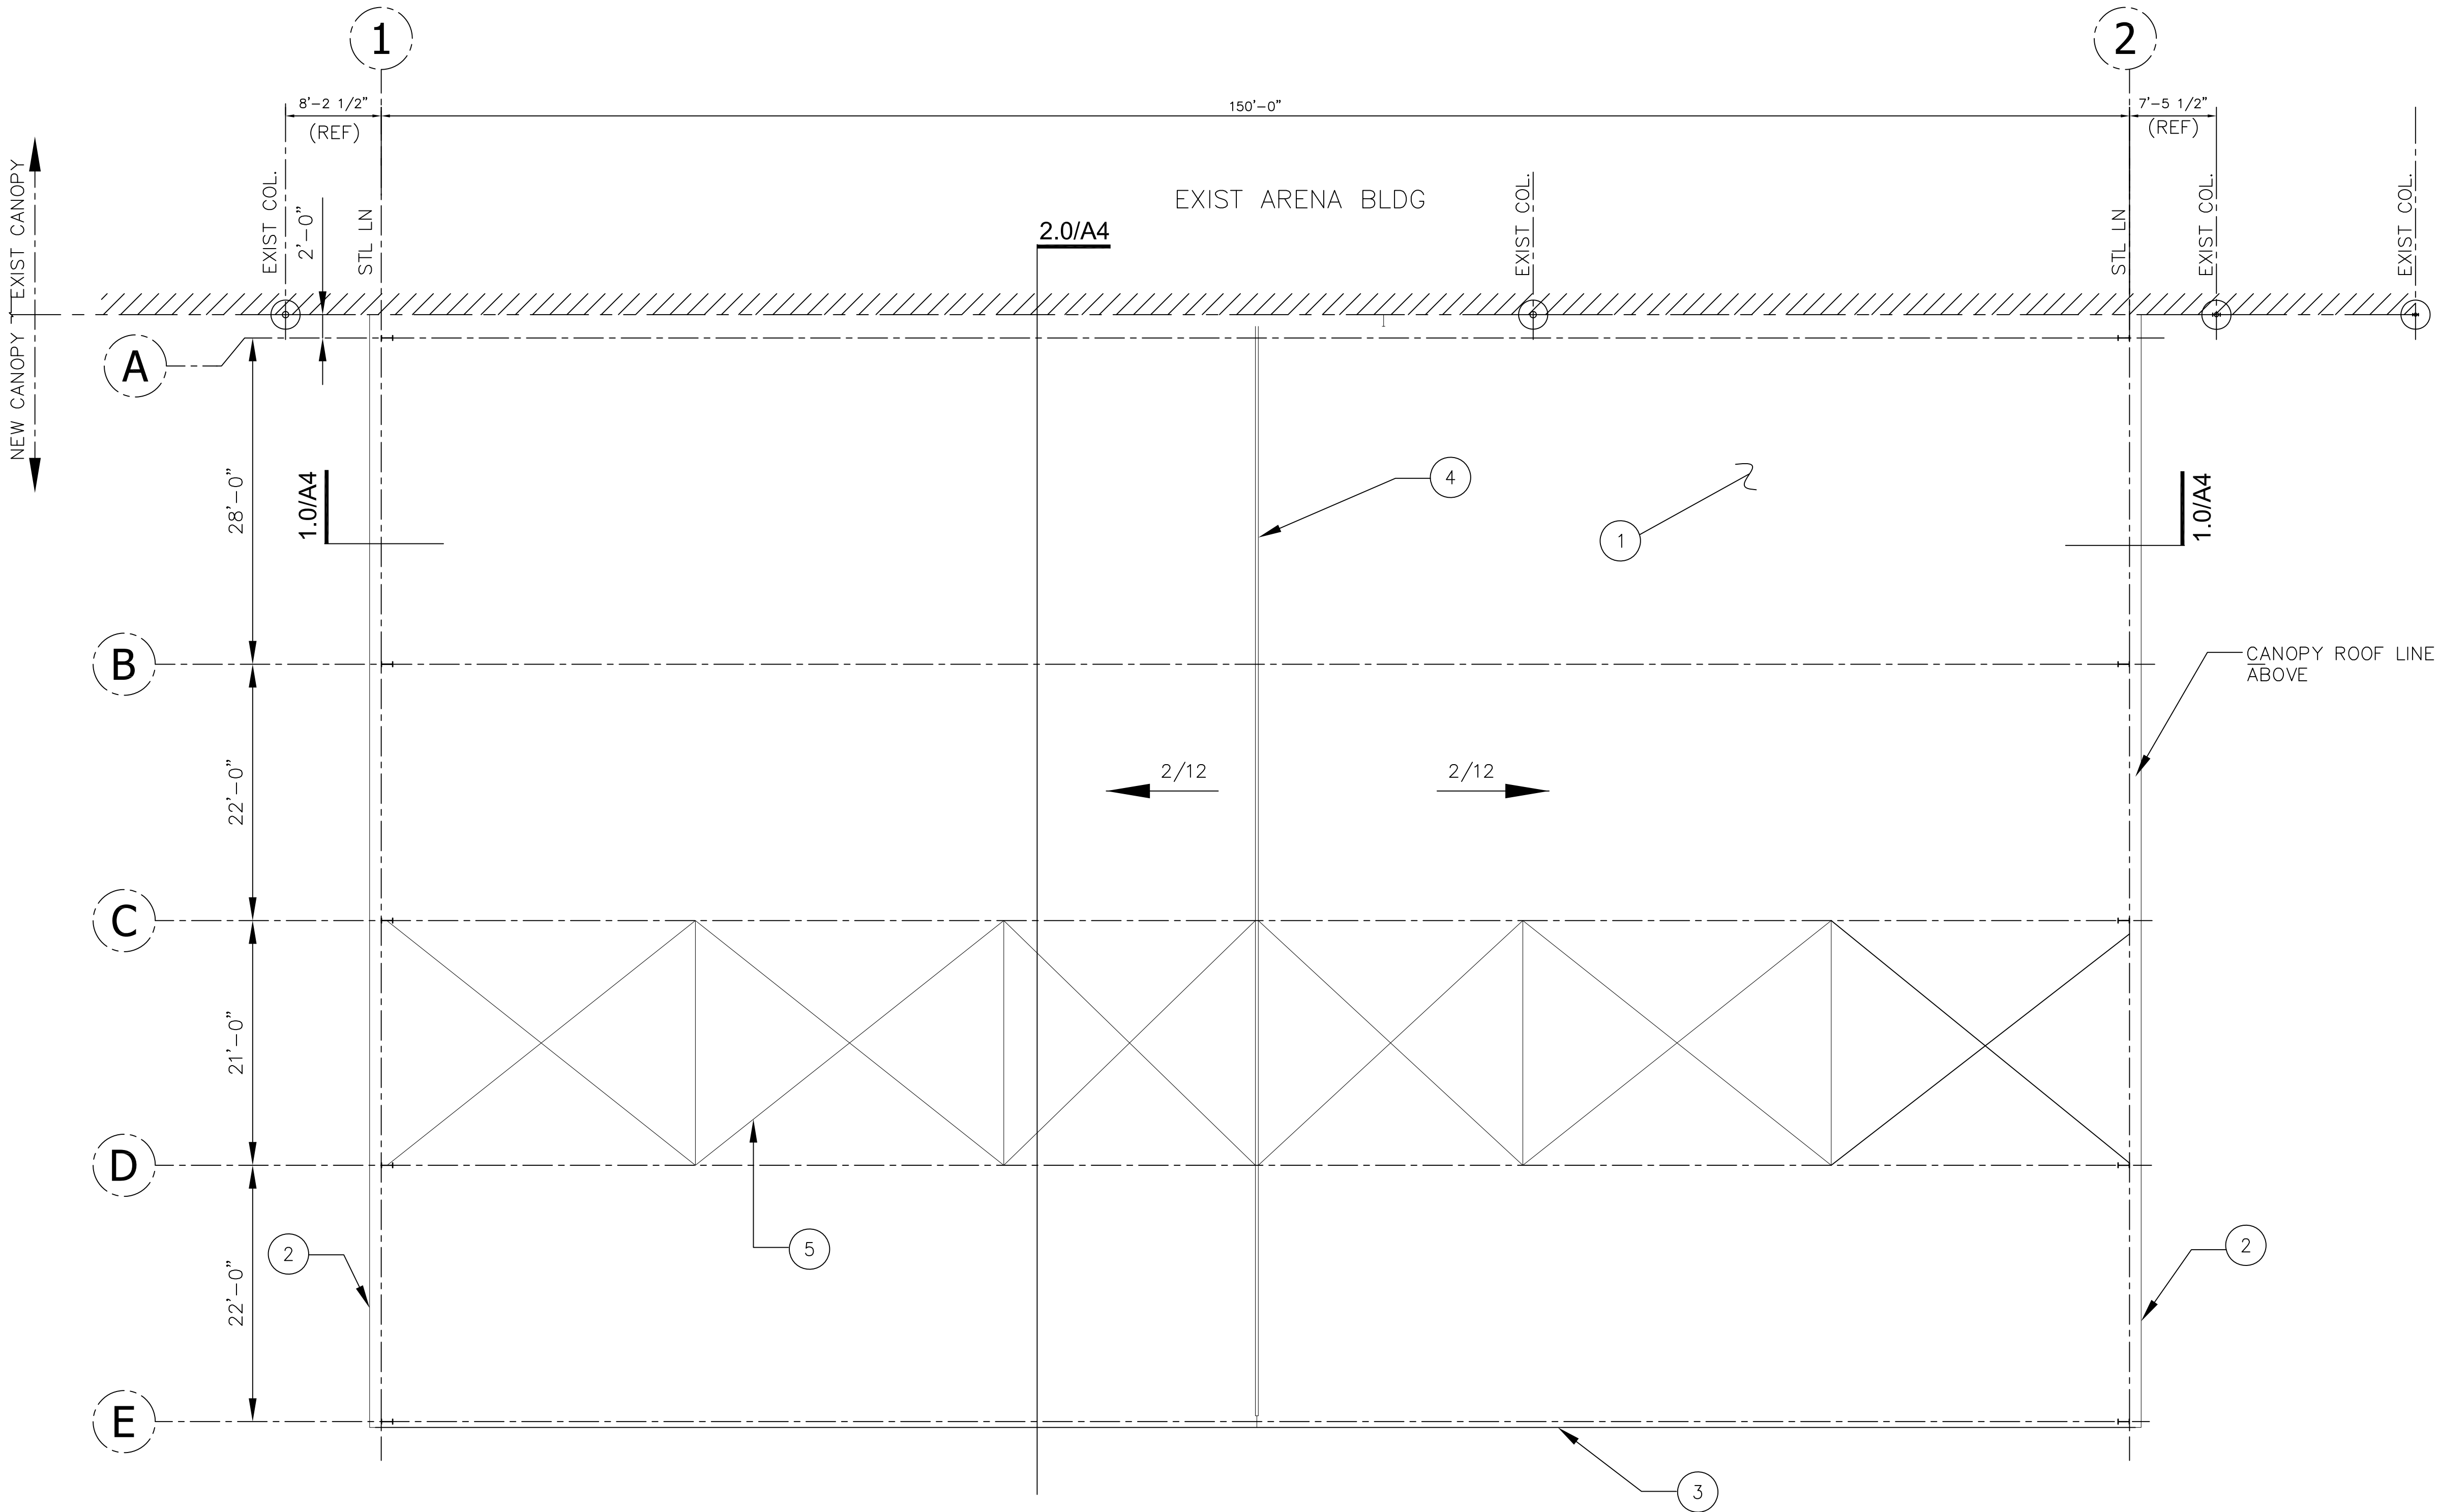 1
2
8'-2 1/2"
(REF)
150'-0"
7'-5 1/2"
(REF)
EXIST CANOPY
NEW CANOPY
EXIST COL.
2'-0"
STL LN
EXIST ARENA BLDG
2.0/A4
EXIST COL.
STL LN
EXIST COL.
EXIST COL.
A
28'-0"
1.0/A4
4
1
1.0/A4
B
CANOPY ROOF LINE
ABOVE
22'-0"
2/12
2/12
C
21'-0"
D
2
5
2
22'-0"
E
3